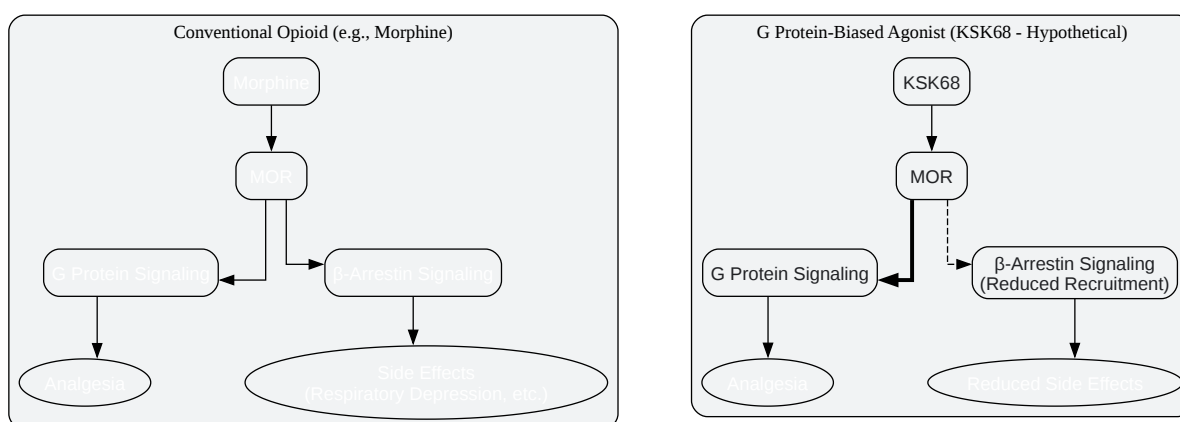 Conventional Opioid (e.g., Morphine)
Morphine
MOR
G Protein Signaling
β-Arrestin Signaling
Analgesia
Side Effects
(Respiratory Depression, etc.)
G Protein-Biased Agonist (KSK68 - Hypothetical)
KSK68
MOR
G Protein Signaling
β-Arrestin Signaling
(Reduced Recruitment)
Analgesia
Reduced Side Effects